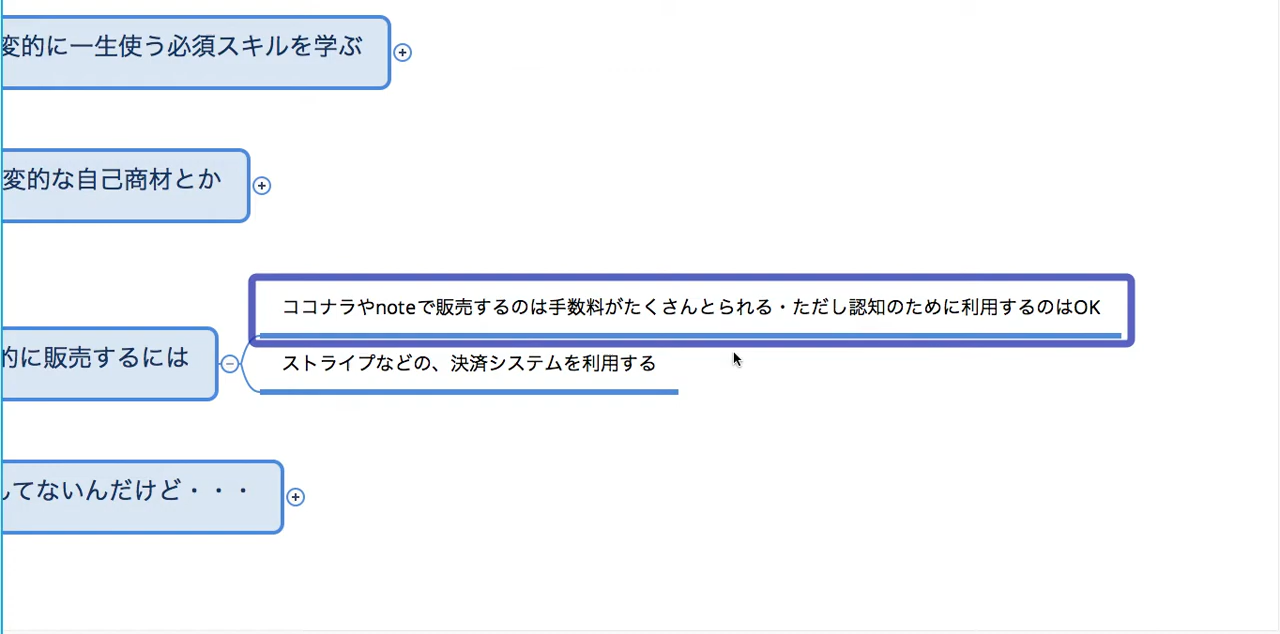 変的に一生使う必須スキルを学ぶ
変的な自己商材とか
ココナラやnoteで販売するのは手数料がたくさんとられる・ただし認知のために利用するのはOK
的に販売するには
ストライプなどの、決済システムを利用する
してないんだけど・・・